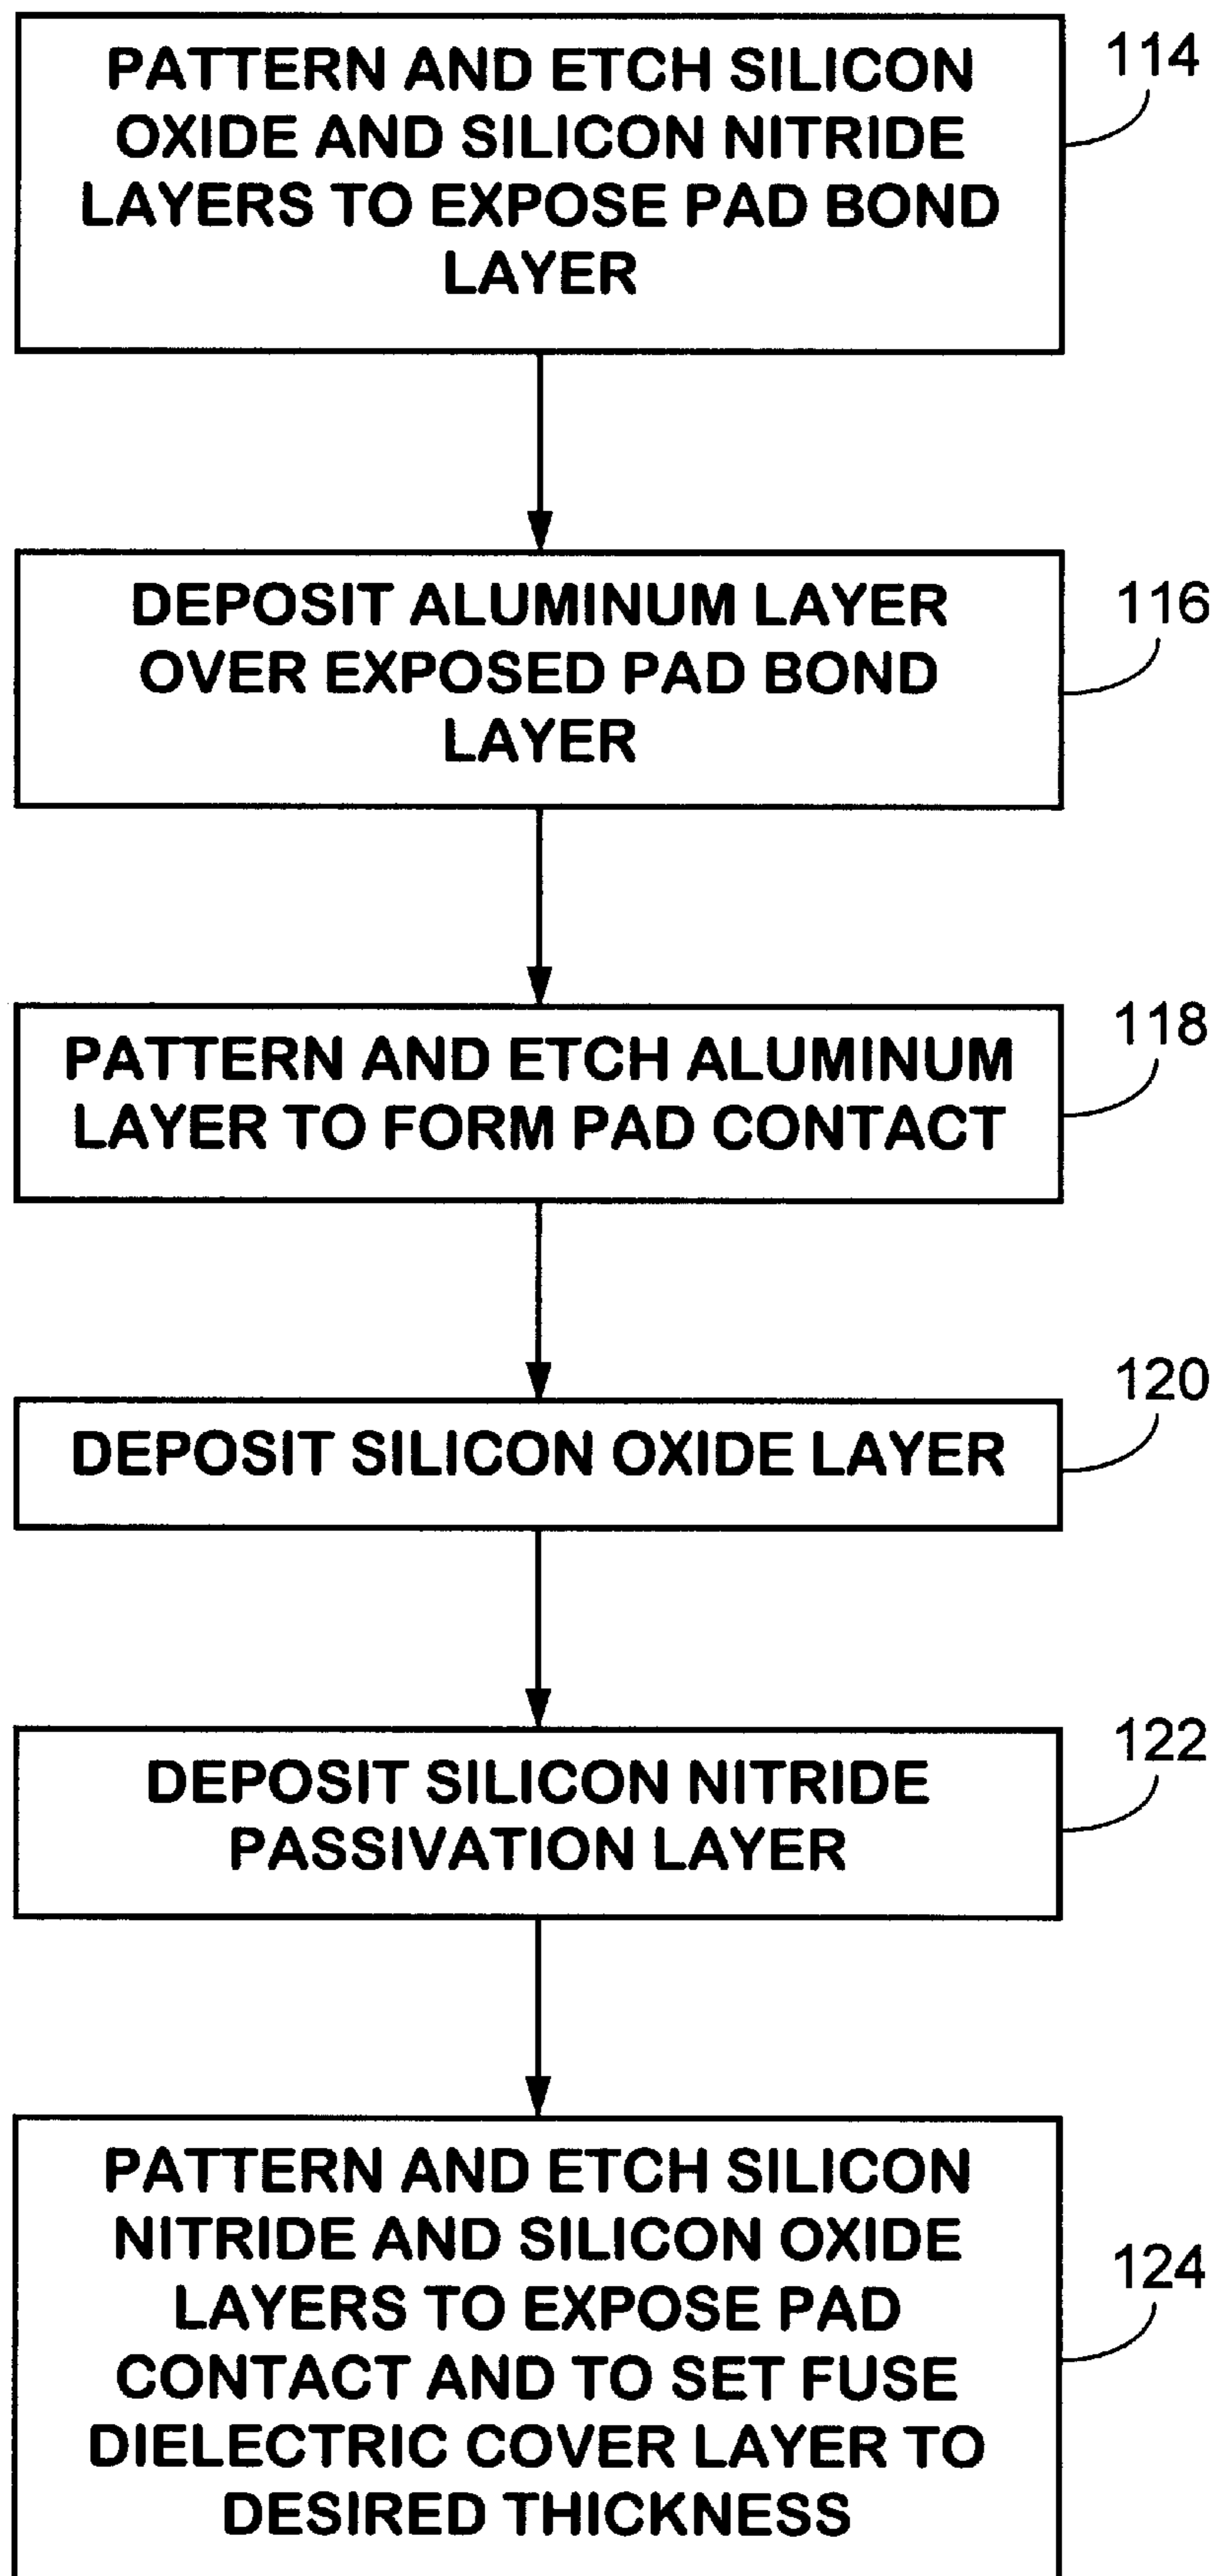 PATTERN AND ETCH SILICON
OXIDE AND SILICON NITRIDE
LAYERS TO EXPOSE PAD BOND
LAYER
114
DEPOSIT ALUMINUM LAYER
OVER EXPOSED PAD BOND
LAYER
116
PATTERN AND ETCH ALUMINUM
LAYER TO FORM PAD CONTACT
118
DEPOSIT SILICON OXIDE LAYER
120
DEPOSIT SILICON NITRIDE
PASSIVATION LAYER
122
PATTERN AND ETCH SILICON
NITRIDE AND SILICON OXIDE
LAYERS TO EXPOSE PAD
CONTACT AND TO SET FUSE
DIELECTRIC COVER LAYER TO
DESIRED THICKNESS
124